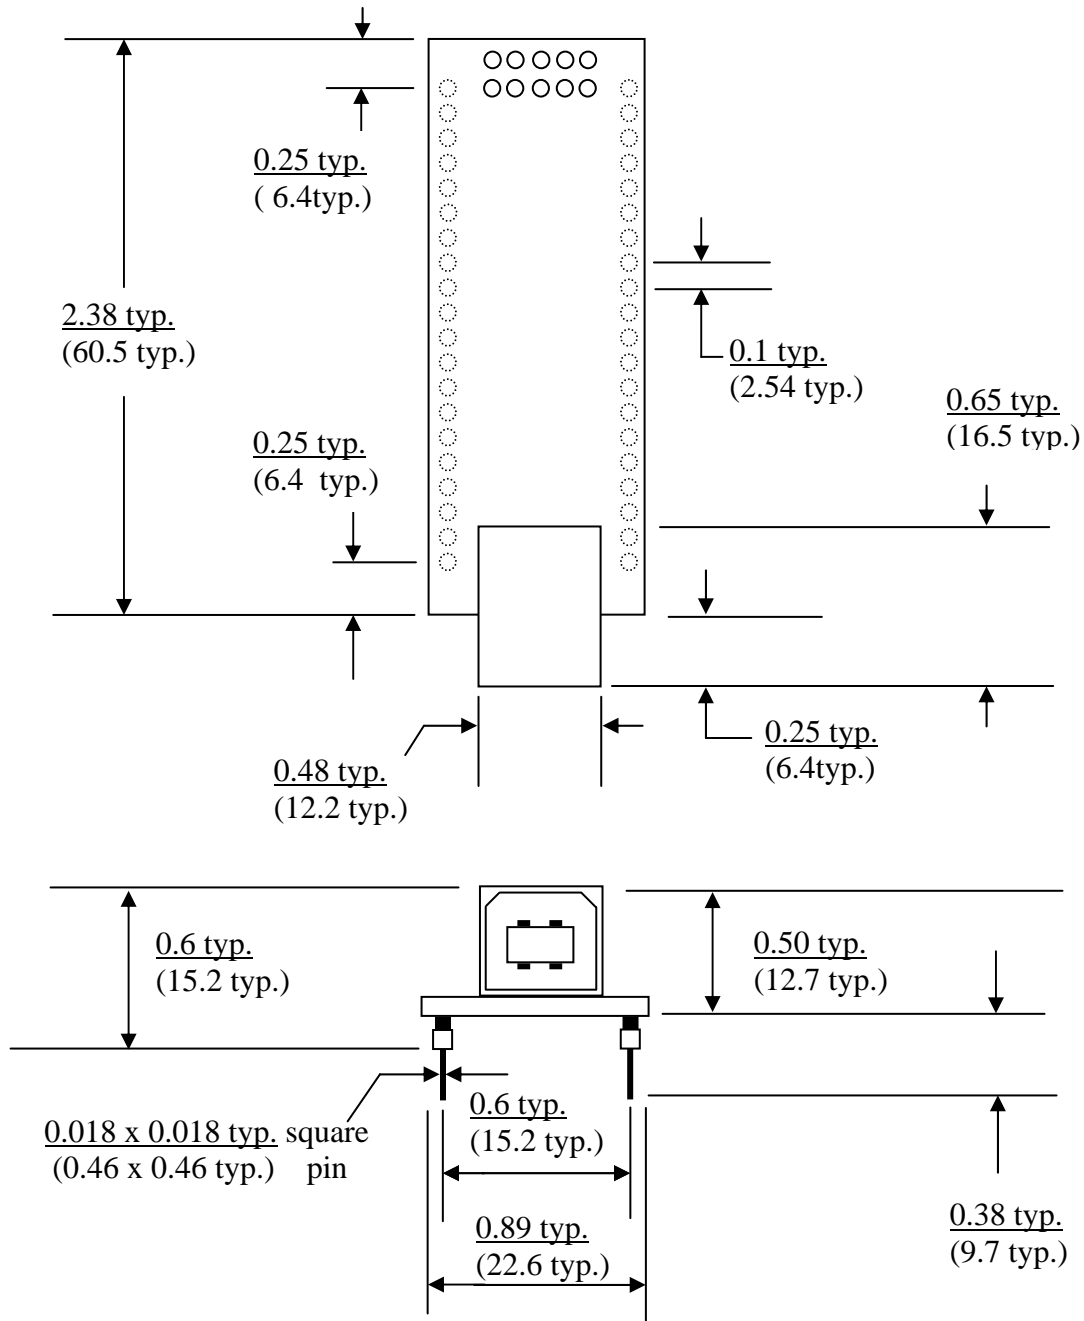 0.25 typ.
( 6.4typ.)
2.38 typ.
(60.5 typ.)
0.1 typ.
(2.54 typ.)
0.65 typ.
(16.5 typ.)
0.25 typ.
(6.4 typ.)
0.25 typ.
(6.4typ.)
0.48 typ.
(12.2 typ.)
0.6 typ.
(15.2 typ.)
0.50 typ.
(12.7 typ.)
0.018 x 0.018 typ. square
(0.46 x 0.46 typ.) pin
0.6 typ.
(15.2 typ.)
0.89 typ.
(22.6 typ.)
0.38 typ.
(9.7 typ.)